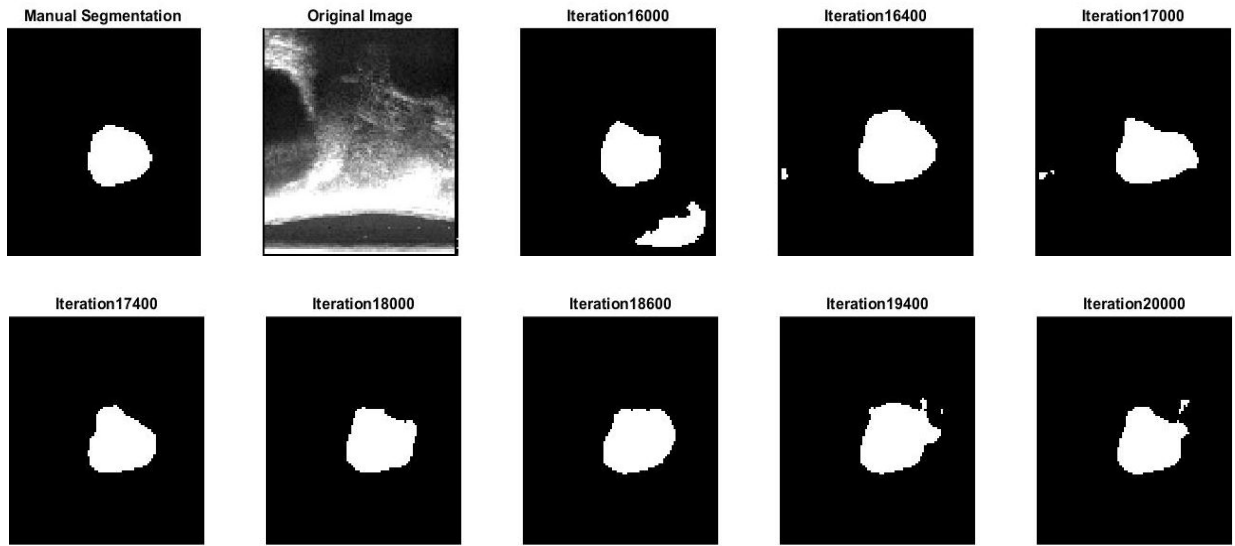 Manual Segmentation
Original Image
Iteration16000
Iteration16400
Iteration17000
Iteration17400
Iteration18000
Iteration18600
Iteration19400
Iteration20000